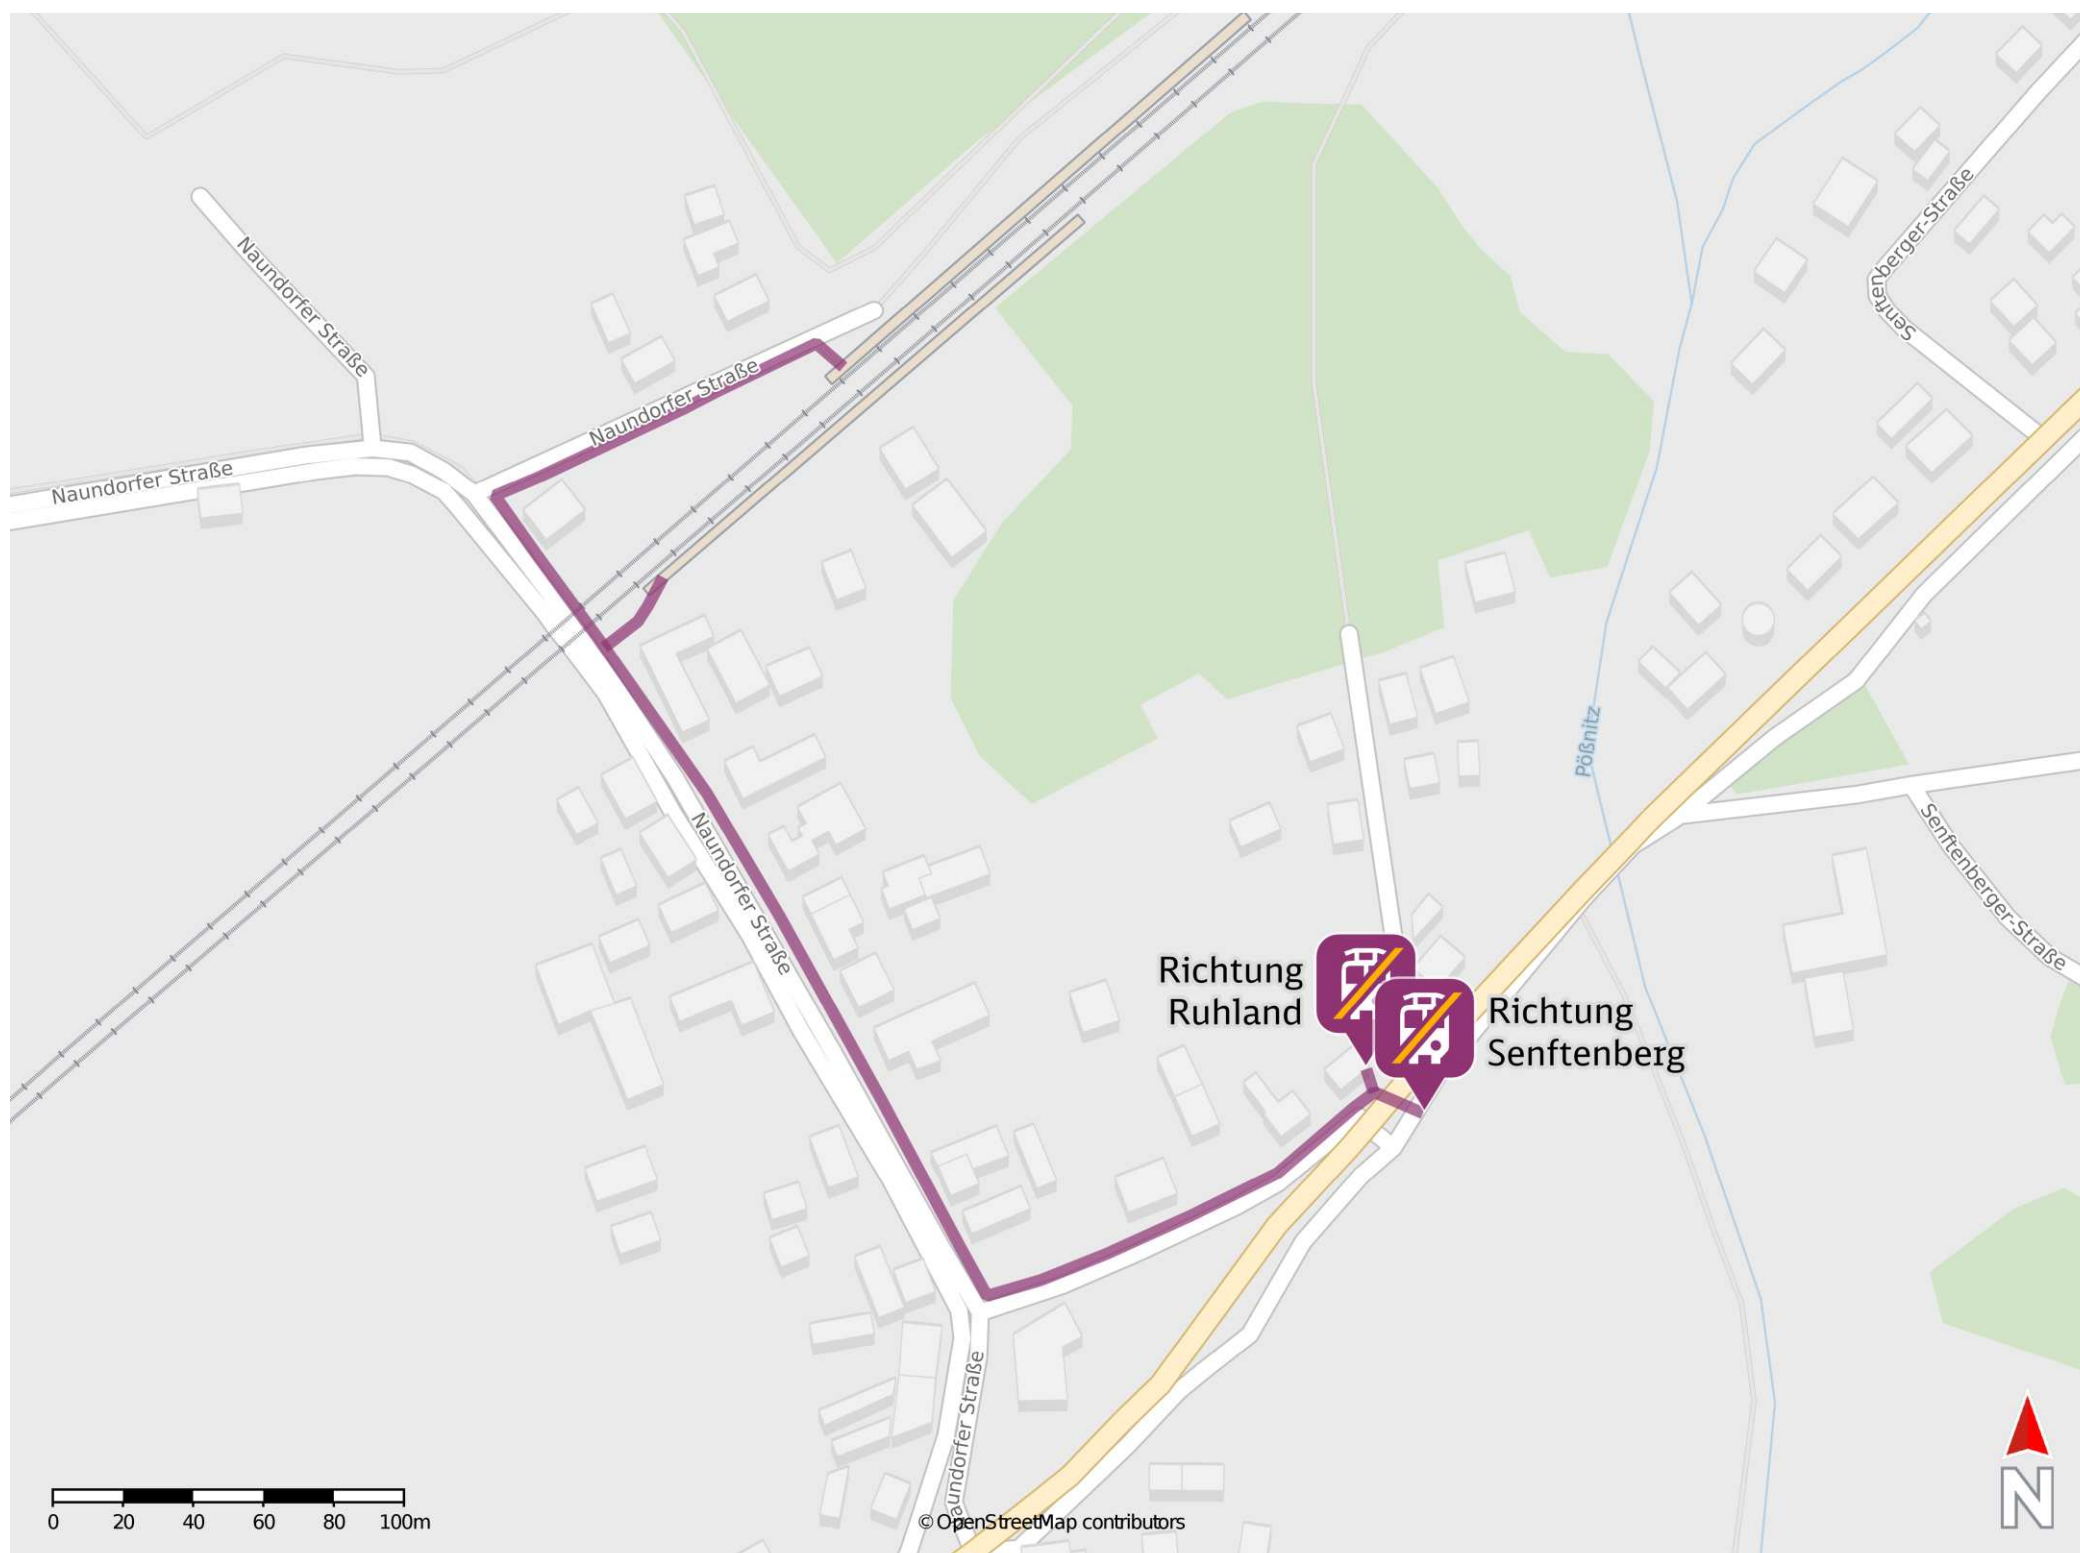 Senftenberger-Straße
Naundorfer Straße
Naundorfer Straße
Naundorfer Straße
Pößnitz
Naundorfer Straße
Senftenberger-Straße
Richtung
Ruhland
Richtung
Senftenberg
Naundorfer Straße
0 20 40 60 80 100m
© OpenStreetMap contributors
N